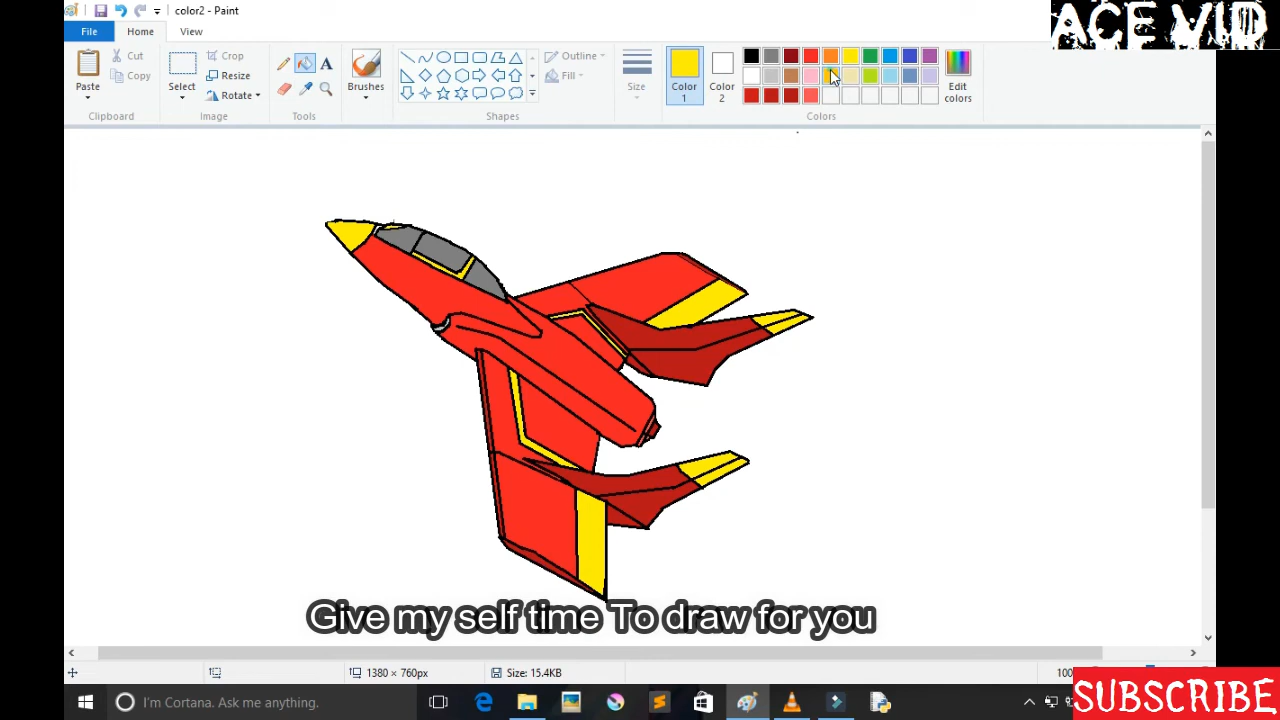 color2 - Paint
ACE VID
File
Home
View
Cut
Copy
Paste
Clipboard
Crop
Resize
Rotate
Select
Image
A
Tools
Brushes
Outline
Fill
Shapes
Size
Color
1
Color
2
Edit
colors
Colors
Give my self time To draw for you
1380 × 760px
Size: 15.4KB
100
SUBSCRIBE
I'm Cortana. Ask me anything.